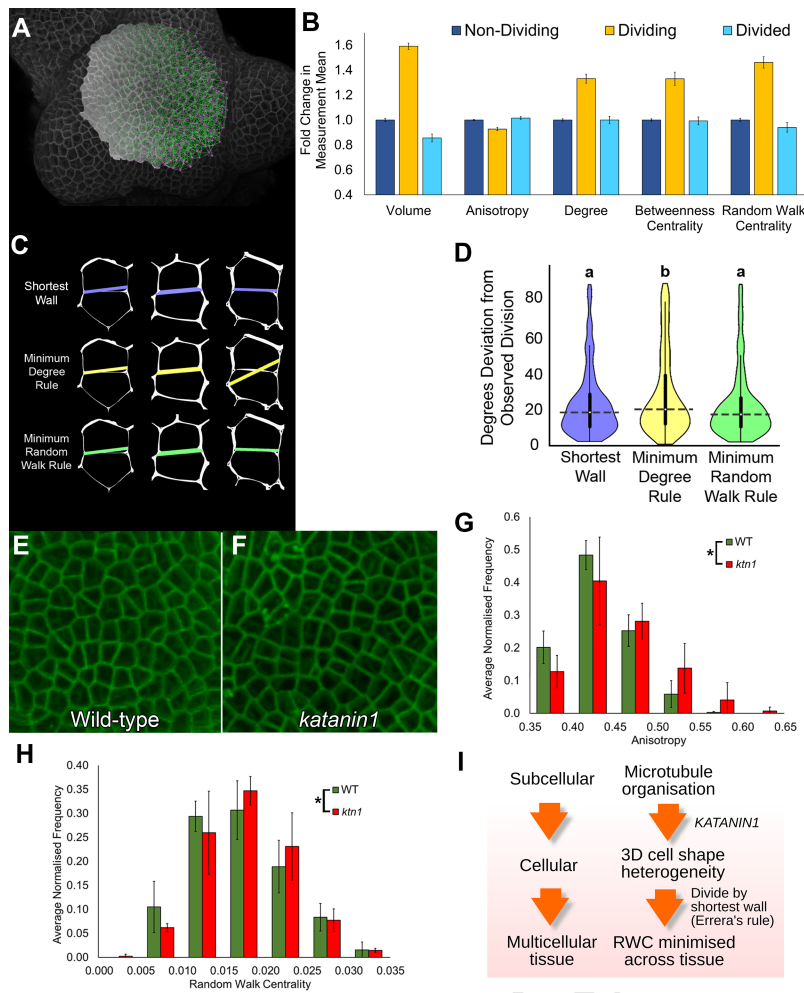 A
B
Non-Dividing
Dividing
Divided
Fold Change in
Measurement Mean
1.6
1.4
1.2
1.0
0.8
0.6
0.4
Volume
Anisotropy
Degree
Betweenness
Centrality
Random Walk
Centrality
C
Shortest
Wall
Minimum
Degree
Rule
Minimum
Random
Walk Rule
D
Degrees Deviation from
Observed Division
80
60
40
20
0
a
b
a
Shortest
Wall
Minimum
Degree
Rule
Minimum
Random
Walk Rule
E
Wild-type
F
katanin1
G
Average Normalised Frequency
0.6
0.5
0.4
0.3
0.2
0.1
0.0
WT
*
ktn1
0.35 0.40 0.45 0.50 0.55 0.60 0.65
Anisotropy
H
Average Normalised Frequency
0.40
0.35
0.30
0.25
0.20
0.15
0.10
0.05
0.00
WT
*
ktn1
0.000 0.005 0.010 0.015 0.020 0.025 0.030 0.035
Random Walk Centrality
I
Subcellular
Microtubule
organisation
KATANIN1
Cellular
3D cell shape
heterogeneity
Divide by
shortest wall
(Errera's rule)
Multicellular
tissue
RWC minimised
across tissue